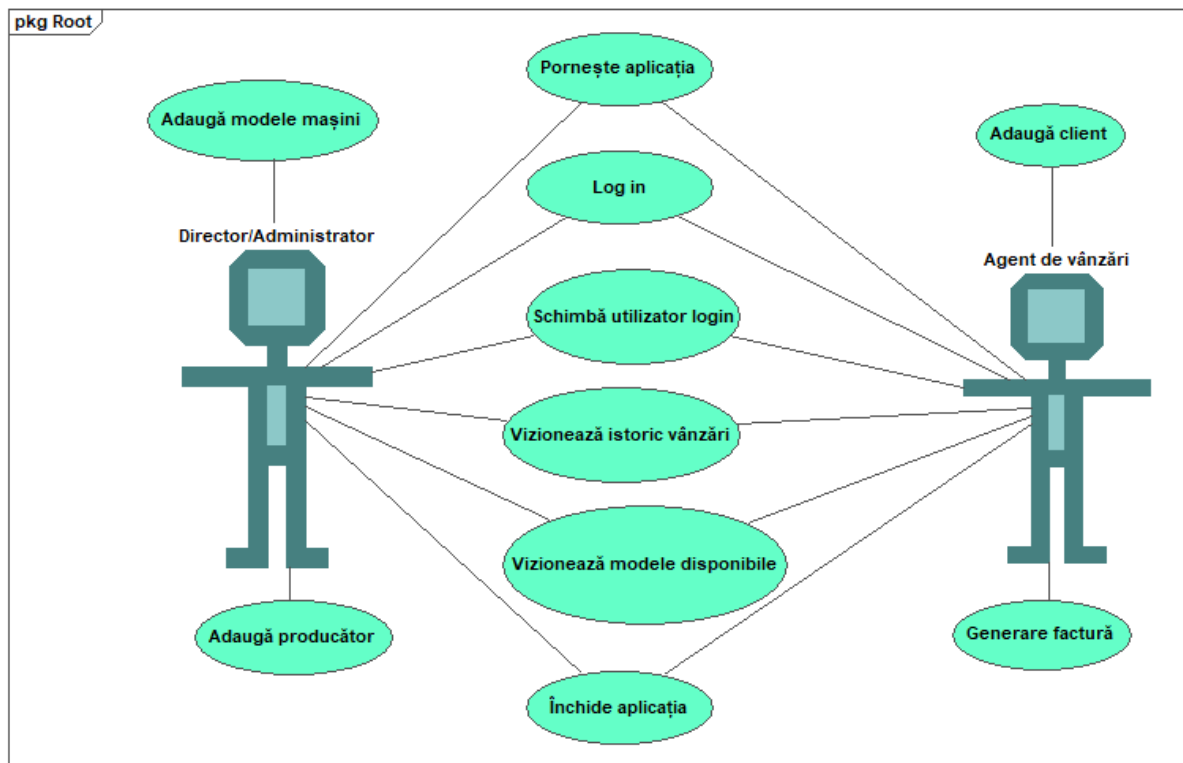 pkg Root
Pornește aplicația
Adaugă modele mașini
Adaugă client
Log in
Director/Administrator
Agent de vânzări
Schimbă utilizator login
Vizionează istoric vânzări
Vizionează modele disponibile
Adaugă producător
Generare factură
Închide aplicația